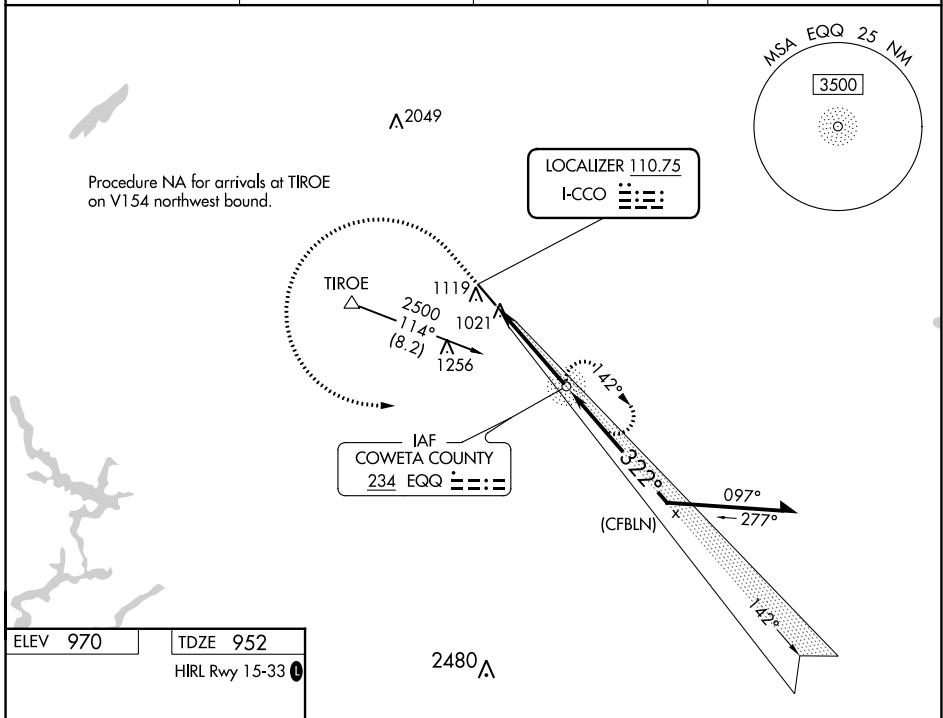 MSA EQQ 25 NM
3500
2049
Procedure NA for arrivals at TIROE
on V154 northwest bound.
LOCALIZER 110.75
I-CCO
TIROE
2500
114°
(8.2)
1119
1021
1256
142°
IAF
COWETA COUNTY
234 EQQ
322°
097°
277°
(CFBLN)
x
142°
ELEV 970
TDZE 952
HIRL Rwy 15-33 L
2480